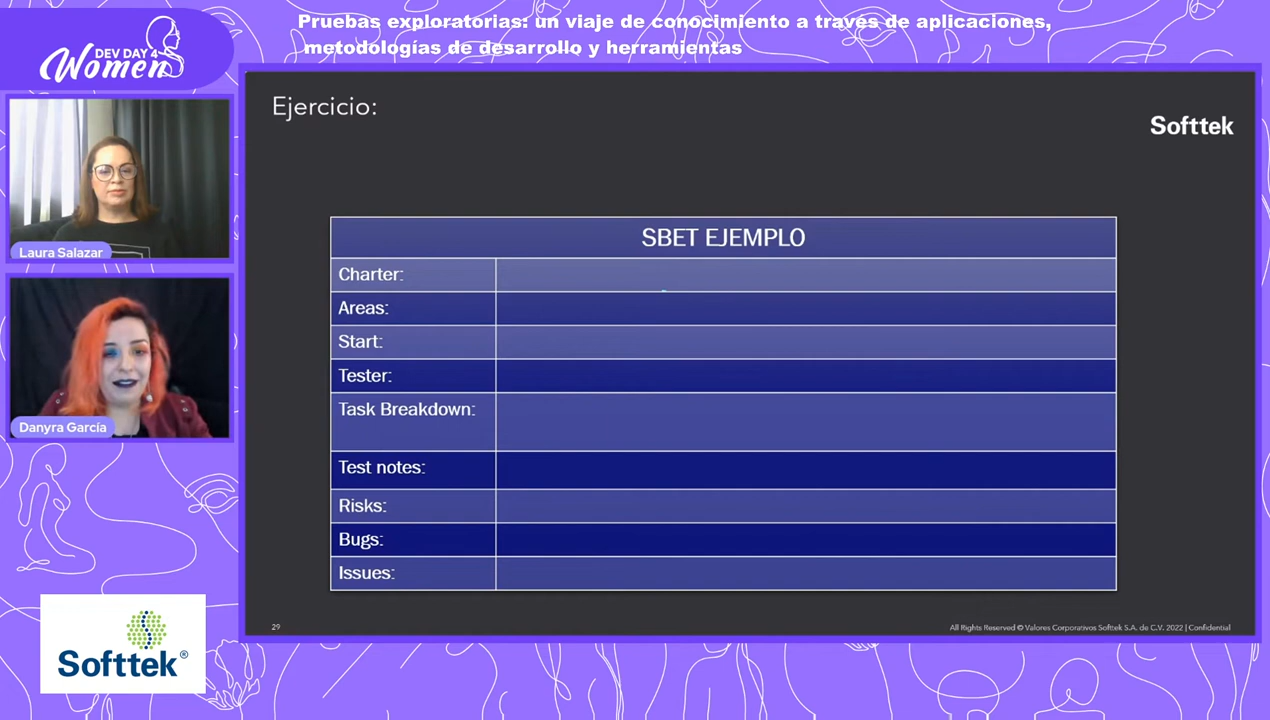 Pruebas exploratorias: un viaje de conocimiento a través de aplicaciones,
metodologías de desarrollo y herramientas
DEV DAY 4
Women
Laura Salazar
Danyra García
Softtek®
Ejercicio:
Softtek
SBET EJEMPLO
Charter:
Areas:
Start:
Tester:
Task Breakdown:
Test notes:
Risks:
Bugs:
Issues:
29
All Rights Reserved © Valores Corporativos Softtek S.A. de C.V. 2022 | Confidential